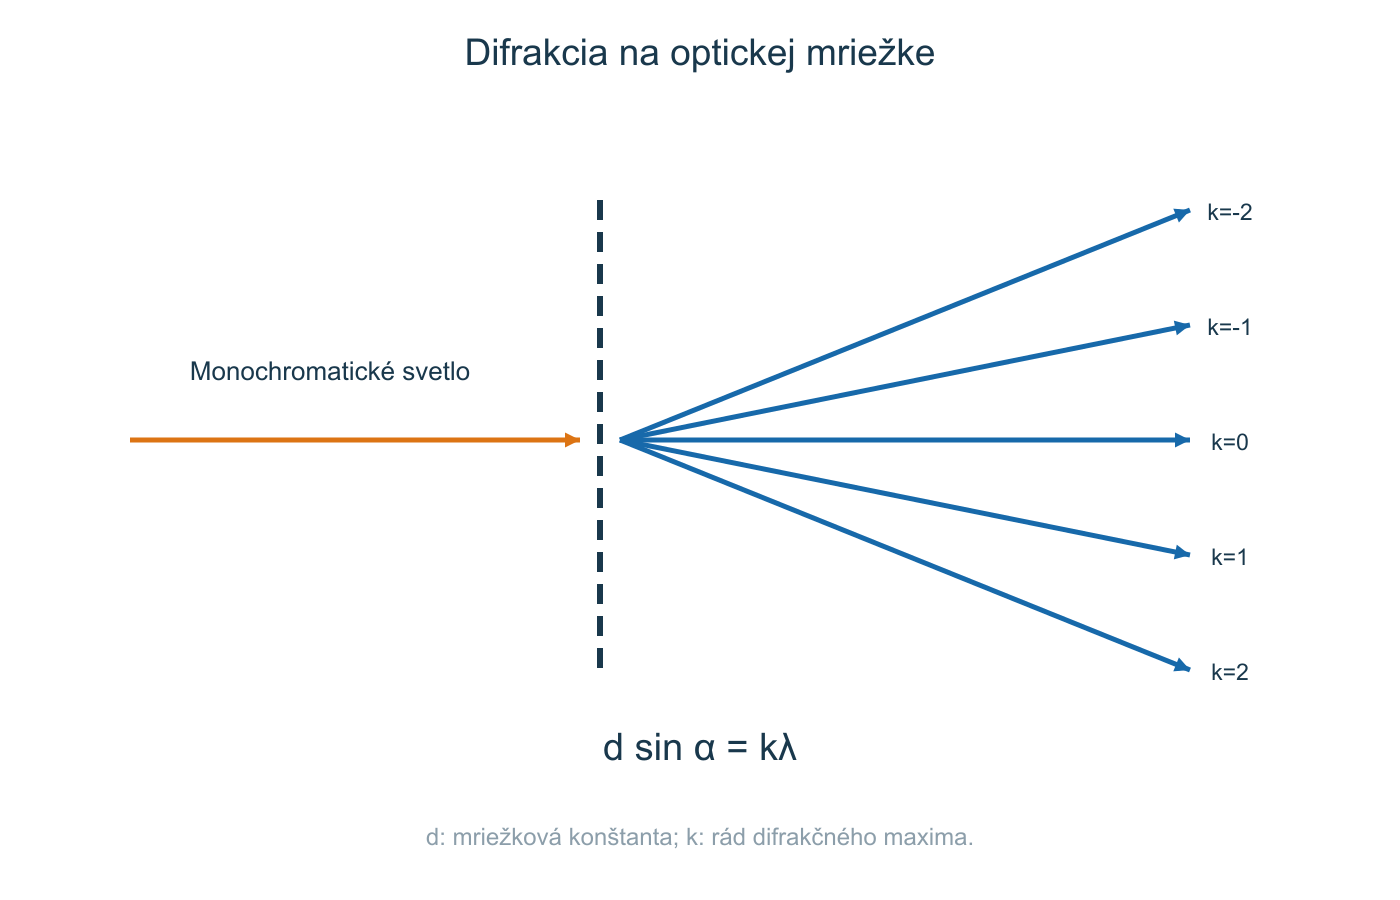 Difrakcia na optickej mriežke
k=-2
k=-1
Monochromatické svetlo
k=0
k=1
k=2
d sin α = kλ
d: mriežková konštanta; k: rád difrakčného maxima.